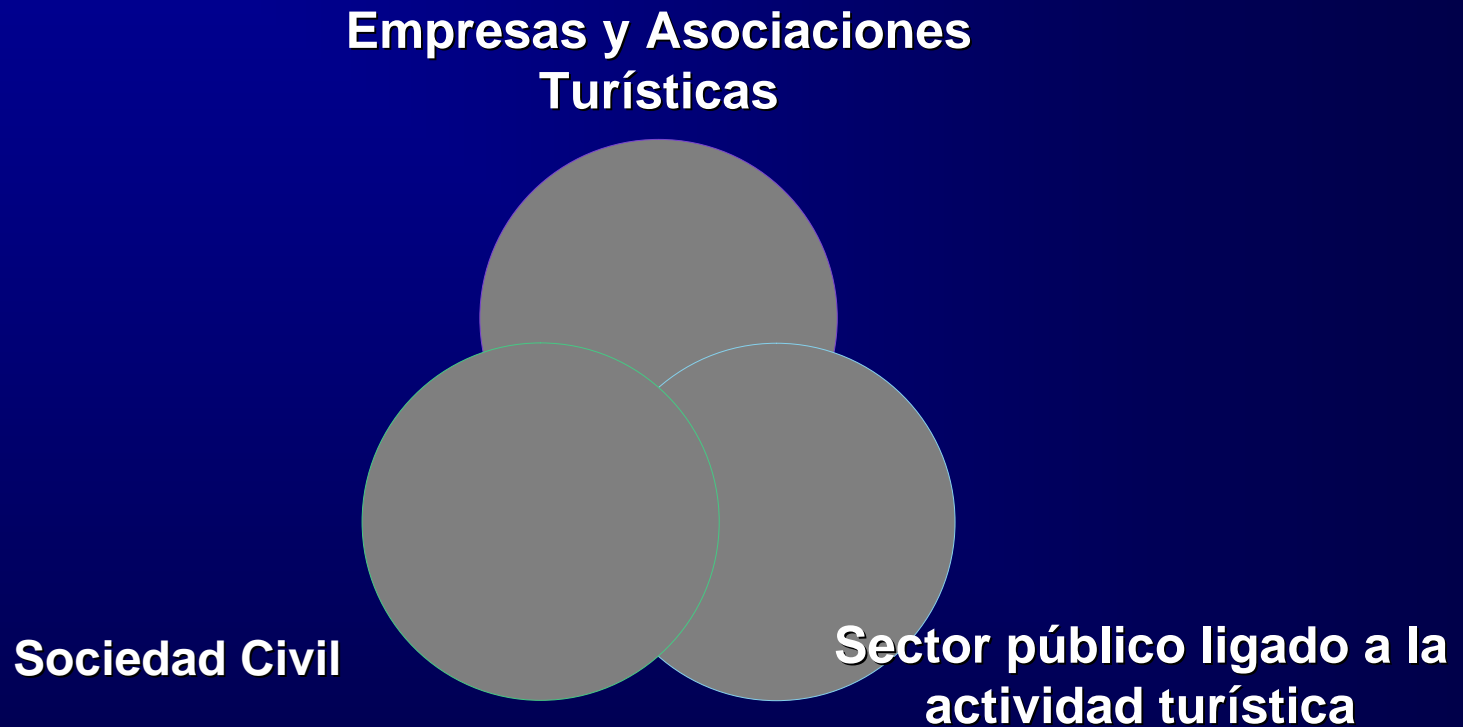 Empresas y Asociaciones
Turísticas
Sociedad Civil
Sector público ligado a la
actividad turística